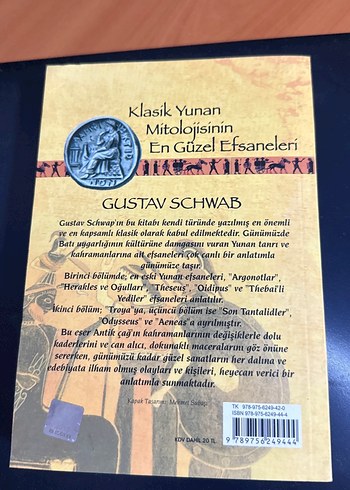 Klasik Yunan
Mitolojisinin
En Güzel Efsaneleri
GUSTAV SCHWAB
Gustav Schwap'ın bu kitabı kendi türünde yazılmış en önemli
ve en kapsamlı klasik olarak kabul edilmektedir. Günümüzde
Batı uygarlığının kültürüne damgasını vuran Yunan tanrı ve
kahramanlarına ait efsaneleri çok canlı bir anlatımla
günümüze taşır.
Birinci bölümde; en eski Yunan efsaneleri, "Argonotlar",
"Herakles ve Oğulları", "Theseus", "Oidipus" ve "Thebai'li
Yediler" efsaneleri anlatılır.
İkinci bölüm; "Troya"ya, üçüncü bölüm ise "Son Tantalidler",
"Odysseus" ve "Aeneas"a ayrılmıştır.
Bu eser Antik çağın kahramanlarının değişiklerle dolu
kaderlerini ve can alıcı, dokunaklı maceralarını göz önüne
sererken, günümüzü kadar güzel sanatların her dalına ve
edebiyata ilham olmuş olayları ve kişileri, heyecan verici bir
anlatımla sunmaktadır.
Kapak Tasarımı: Mehmet
TK 978-975-6249-42-0
ISBN 978-975-6249-44-4
9 789756 249444
KDV DAHİL 20 TL